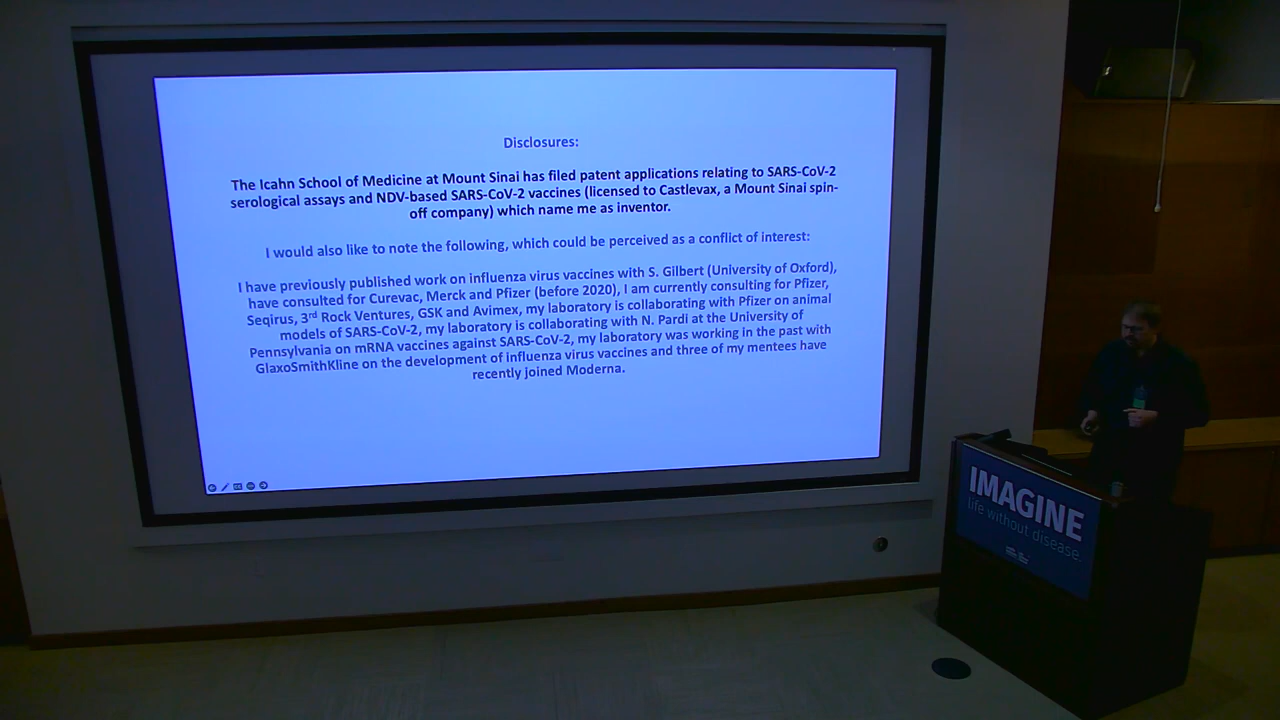 Disclosures:
The Icahn School of Medicine at Mount Sinai has filed patent applications relating to SARS-CoV-2
serological assays and NDV-based SARS-CoV-2 vaccines (licensed to Castlevax, a Mount Sinai spin-
off company) which name me as inventor.
I would also like to note the following, which could be perceived as a conflict of interest:
I have previously published work on influenza virus vaccines with S. Gilbert (University of Oxford),
have consulted for Curevac, Merck and Pfizer (before 2020), I am currently consulting for Pfizer,
Seqirus, 3rd Rock Ventures, GSK and Avimex, my laboratory is collaborating with Pfizer on animal
models of SARS-CoV-2, my laboratory is collaborating with N. Pardi at the University of
Pennsylvania on mRNA vaccines against SARS-CoV-2, my laboratory was working in the past with
GlaxoSmithKline on the development of influenza virus vaccines and three of my mentees have
recently joined Moderna.
IMAGINE
life without disease.